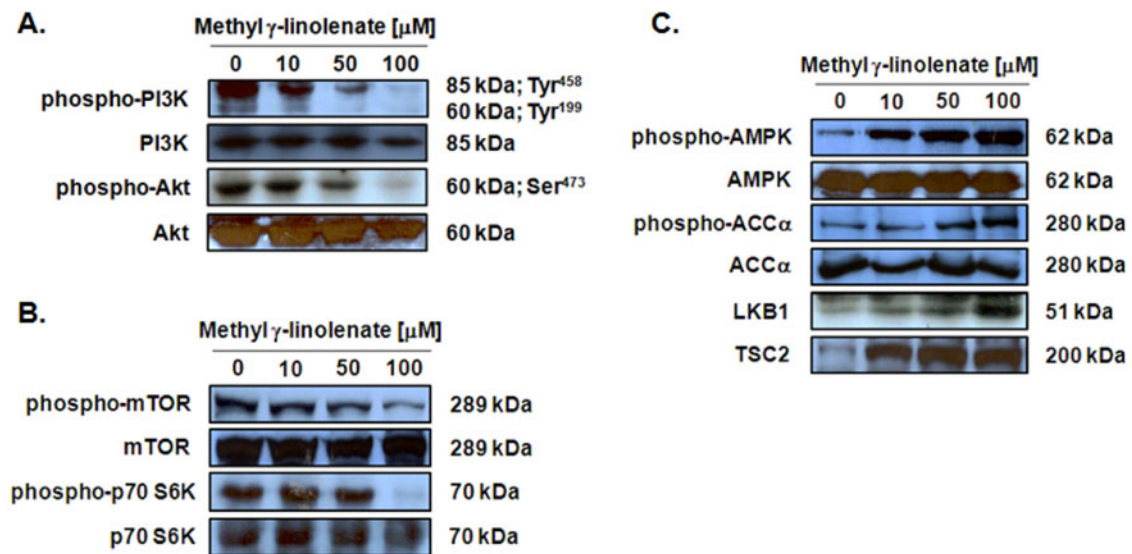 A.
Methyl γ-linolenate [μM]
0 10 50 100
phospho-PI3K 85 kDa; Tyr458
60 kDa; Tyr199
PI3K 85 kDa
phospho-Akt 60 kDa; Ser473
Akt 60 kDa
B.
Methyl γ-linolenate [μM]
0 10 50 100
phospho-mTOR 289 kDa
mTOR 289 kDa
phospho-p70 S6K 70 kDa
p70 S6K 70 kDa
C.
Methyl γ-linolenate [μM]
0 10 50 100
phospho-AMPK 62 kDa
AMPK 62 kDa
phospho-ACCα 280 kDa
ACCα 280 kDa
LKB1 51 kDa
TSC2 200 kDa